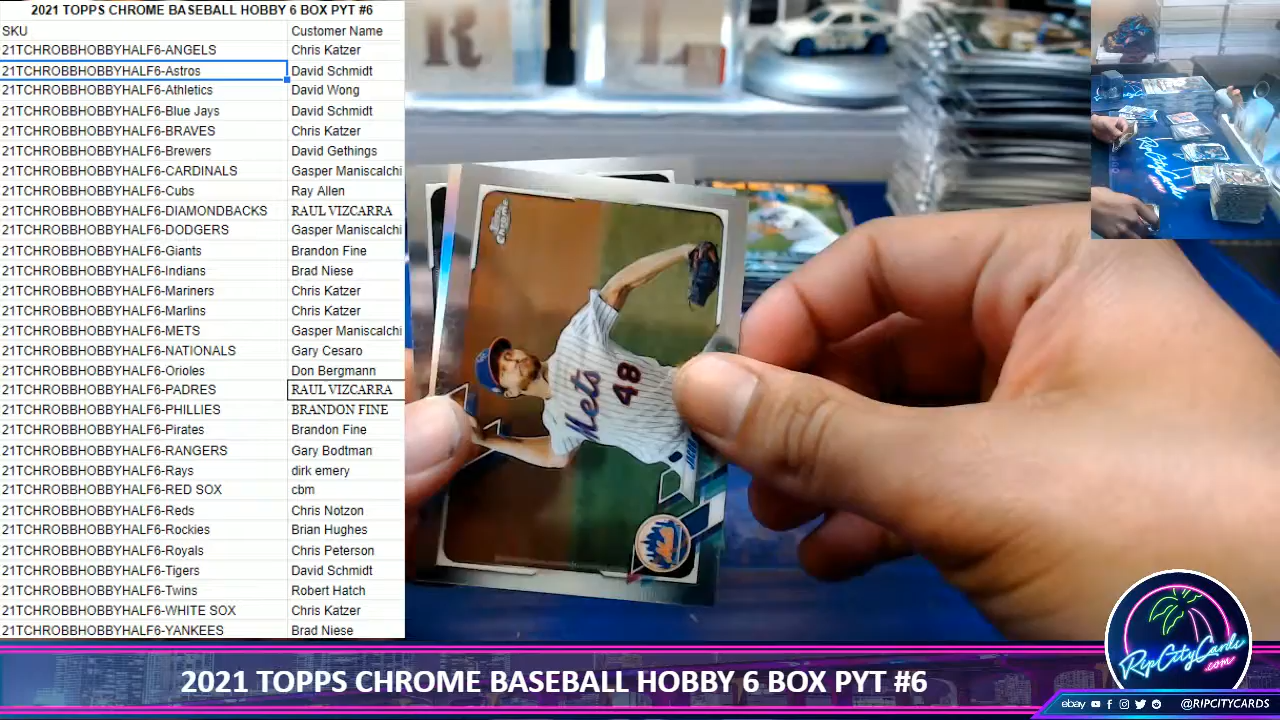 2021 TOPPS CHROME BASEBALL HOBBY 6 BOX PYT #6
SKU Customer Name
21TCHROBBHOBBYHALF6-ANGELS Chris Katzer
21TCHROBBHOBBYHALF6-Astros David Schmidt
21TCHROBBHOBBYHALF6-Athletics David Wong
21TCHROBBHOBBYHALF6-Blue Jays David Schmidt
21TCHROBBHOBBYHALF6-BRAVES Chris Katzer
21TCHROBBHOBBYHALF6-Brewers David Gethings
21TCHROBBHOBBYHALF6-CARDINALS Gasper Maniscalchi
21TCHROBBHOBBYHALF6-Cubs Ray Allen
21TCHROBBHOBBYHALF6-DIAMONDBACKS RAUL VIZCARRA
21TCHROBBHOBBYHALF6-DODGERS Gasper Maniscalchi
21TCHROBBHOBBYHALF6-Giants Brandon Fine
21TCHROBBHOBBYHALF6-Indians Brad Niese
21TCHROBBHOBBYHALF6-Mariners Chris Katzer
21TCHROBBHOBBYHALF6-Marlins Chris Katzer
21TCHROBBHOBBYHALF6-METS Gasper Maniscalchi
21TCHROBBHOBBYHALF6-NATIONALS Gary Cesaro
21TCHROBBHOBBYHALF6-Orioles Don Bergmann
21TCHROBBHOBBYHALF6-PADRES RAUL VIZCARRA
21TCHROBBHOBBYHALF6-PHILLIES BRANDON FINE
21TCHROBBHOBBYHALF6-Pirates Brandon Fine
21TCHROBBHOBBYHALF6-RANGERS Gary Bodtman
21TCHROBBHOBBYHALF6-Rays dirk emery
21TCHROBBHOBBYHALF6-RED SOX cbm
21TCHROBBHOBBYHALF6-Reds Chris Notzon
21TCHROBBHOBBYHALF6-Rockies Brian Hughes
21TCHROBBHOBBYHALF6-Royals Chris Peterson
21TCHROBBHOBBYHALF6-Tigers David Schmidt
21TCHROBBHOBBYHALF6-Twins Robert Hatch
21TCHROBBHOBBYHALF6-WHITE SOX Chris Katzer
21TCHROBBHOBBYHALF6-YANKEES Brad Niese
Mets
48
RipCityCards
.com
2021 TOPPS CHROME BASEBALL HOBBY 6 BOX PYT #6
ebay @RIPCITYCARDS